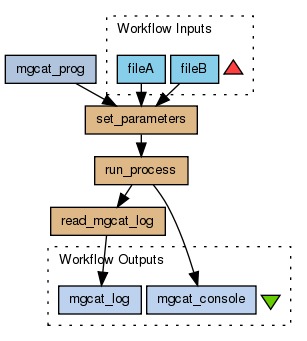 Workflow Inputs
mgcat_prog
fileA
fileB
set_parameters
run_process
read_mgcat_log
Workflow Outputs
mgcat_log
mgcat_console